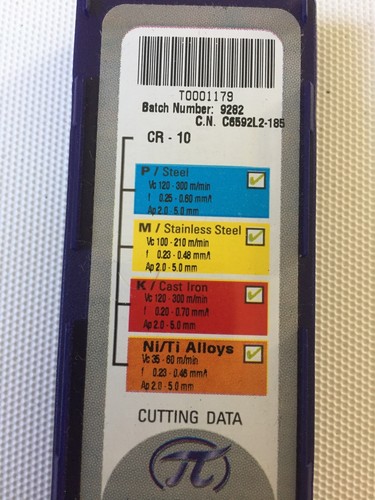 T0001179
Batch Number: 9282
C.N. C6592L2-185
CR - 10
P / Steel
Vc 120 - 300 m/min
f 0.25 - 0.60 mm/t
Ap 2.0 - 5.0 mm
M / Stainless Steel
Vc 100 - 210 m/min
f 0.23 - 0.48 mm/t
Ap 2.0 - 5.0 mm
K / Cast Iron
Vc 120 - 300 m/min
f 0.20 - 0.70 mm/t
Ap 2.0 - 5.0 mm
Ni/Ti Alloys
Vc 35 - 60 m/min
f 0.23 - 0.46 mm/t
Ap 2.0 - 5.0 mm
CUTTING DATA
π